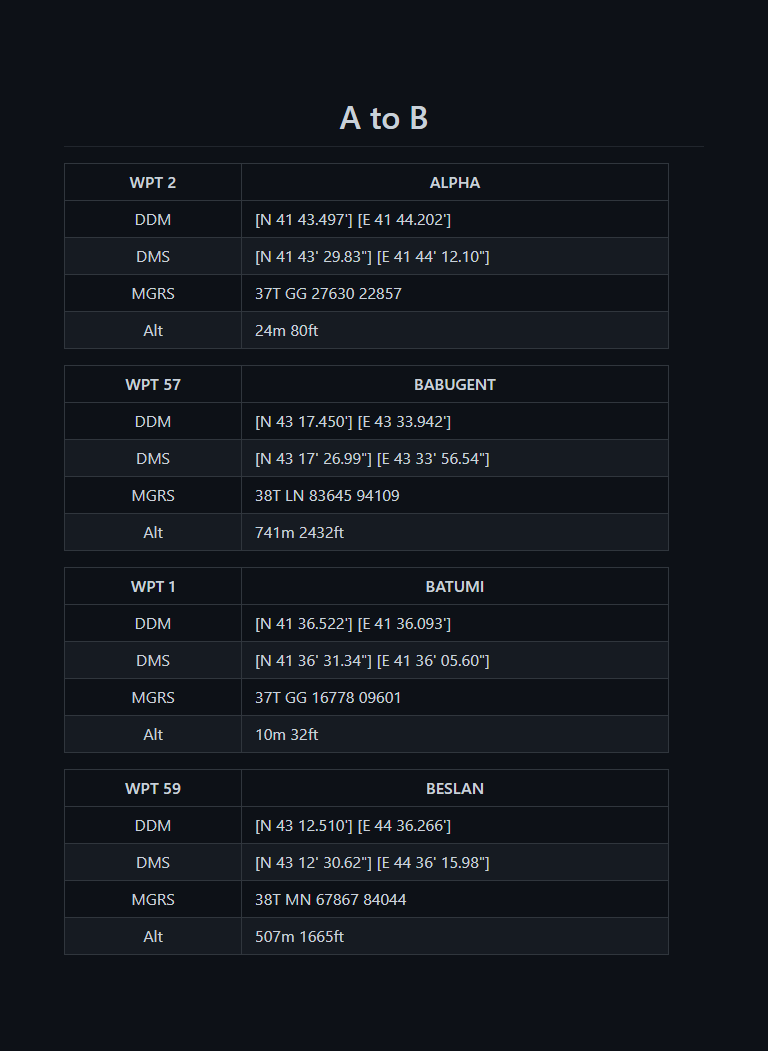 A to B
WPT 2 ALPHA
DDM [N 41 43.497'] [E 41 44.202']
DMS [N 41 43' 29.83"] [E 41 44' 12.10"]
MGRS 37T GG 27630 22857
Alt 24m 80ft
WPT 57 BABUGENT
DDM [N 43 17.450'] [E 43 33.942']
DMS [N 43 17' 26.99"] [E 43 33' 56.54"]
MGRS 38T LN 83645 94109
Alt 741m 2432ft
WPT 1 BATUMI
DDM [N 41 36.522'] [E 41 36.093']
DMS [N 41 36' 31.34"] [E 41 36' 05.60"]
MGRS 37T GG 16778 09601
Alt 10m 32ft
WPT 59 BESLAN
DDM [N 43 12.510'] [E 44 36.266']
DMS [N 43 12' 30.62"] [E 44 36' 15.98"]
MGRS 38T MN 67867 84044
Alt 507m 1665ft